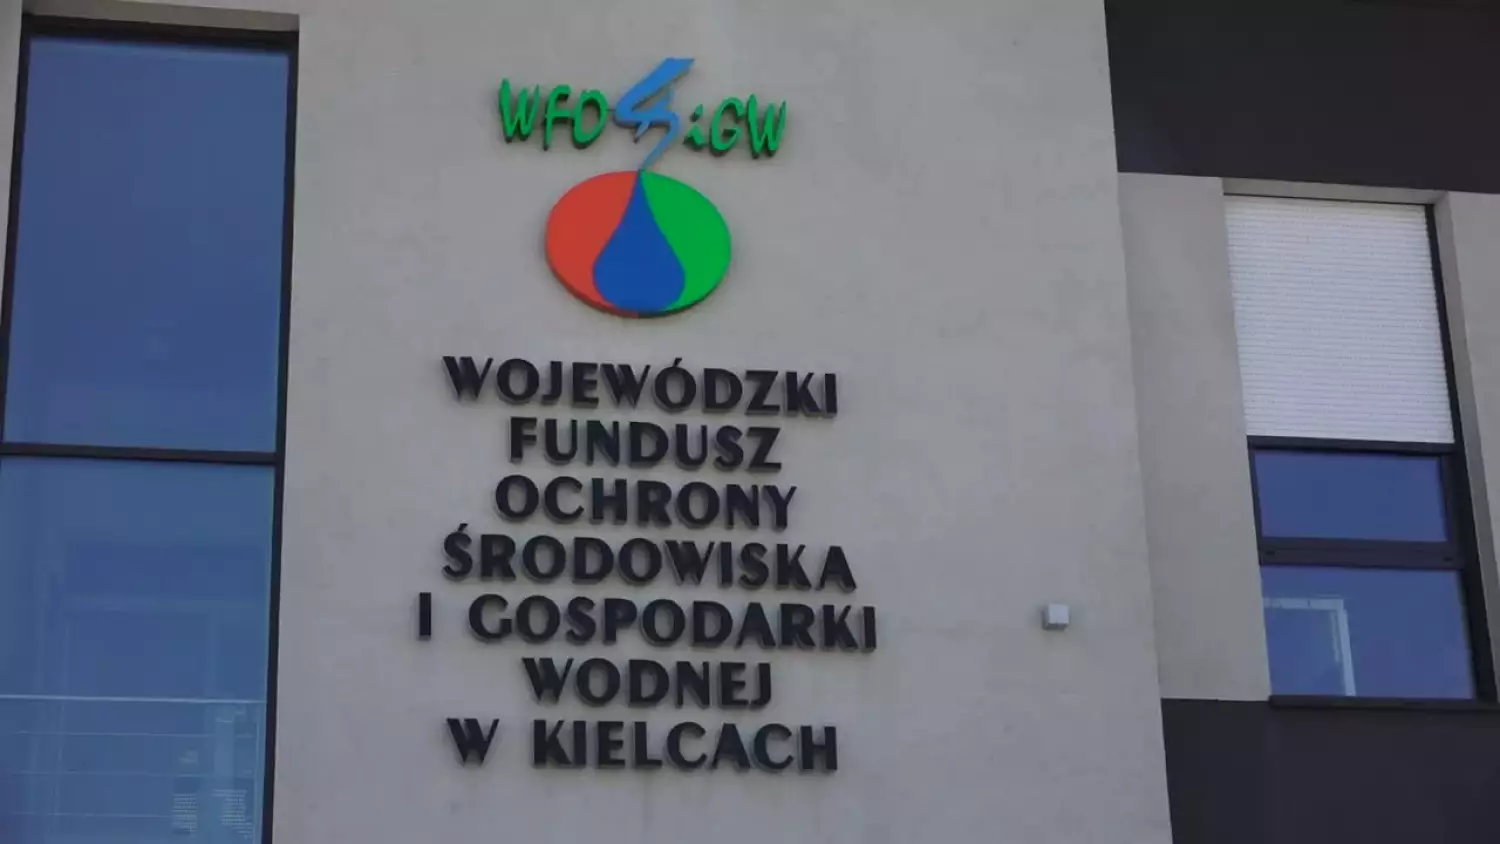 WFOŚiGW
WOJEWÓDZKI
FUNDUSZ
OCHRONY
ŚRODOWISKA
I GOSPODARKI
WODNEJ
W KIELCACH